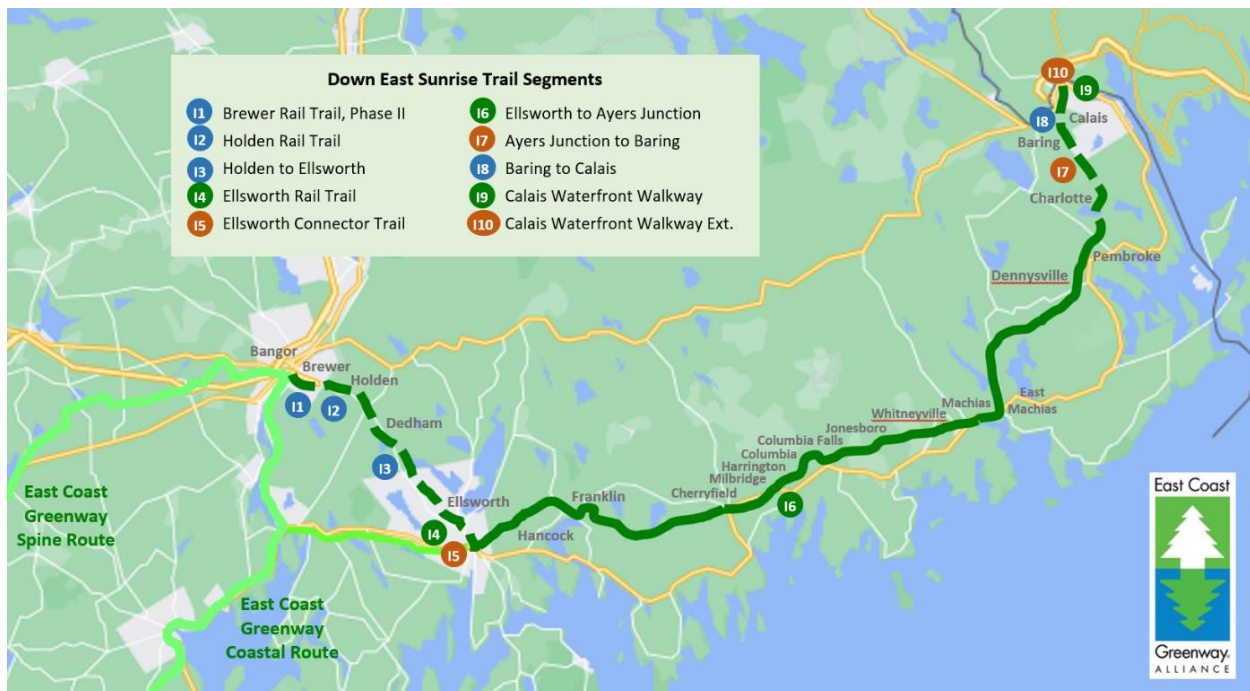 Down East Sunrise Trail Segments
I1 Brewer Rail Trail, Phase II
I2 Holden Rail Trail
I3 Holden to Ellsworth
I4 Ellsworth Rail Trail
I5 Ellsworth Connector Trail
I6 Ellsworth to Ayers Junction
I7 Ayers Junction to Baring
I8 Baring to Calais
I9 Calais Waterfront Walkway
I10 Calais Waterfront Walkway Ext.
I10
I9
Calais
I8
Baring
I7
Charlotte
Pembroke
Dennysville
Bangor
Brewer
Holden
I1
I2
Dedham
I3
Ellsworth
I4
I5
Hancock
Franklin
Cherryfield
Milbridge
Harrington
Columbia
Columbia Falls
Jonesboro
Whitneyville
Machias
East
Machias
I6
East Coast
Greenway
Spine Route
East Coast
Greenway
Coastal Route
East Coast
Greenway®
ALLIANCE